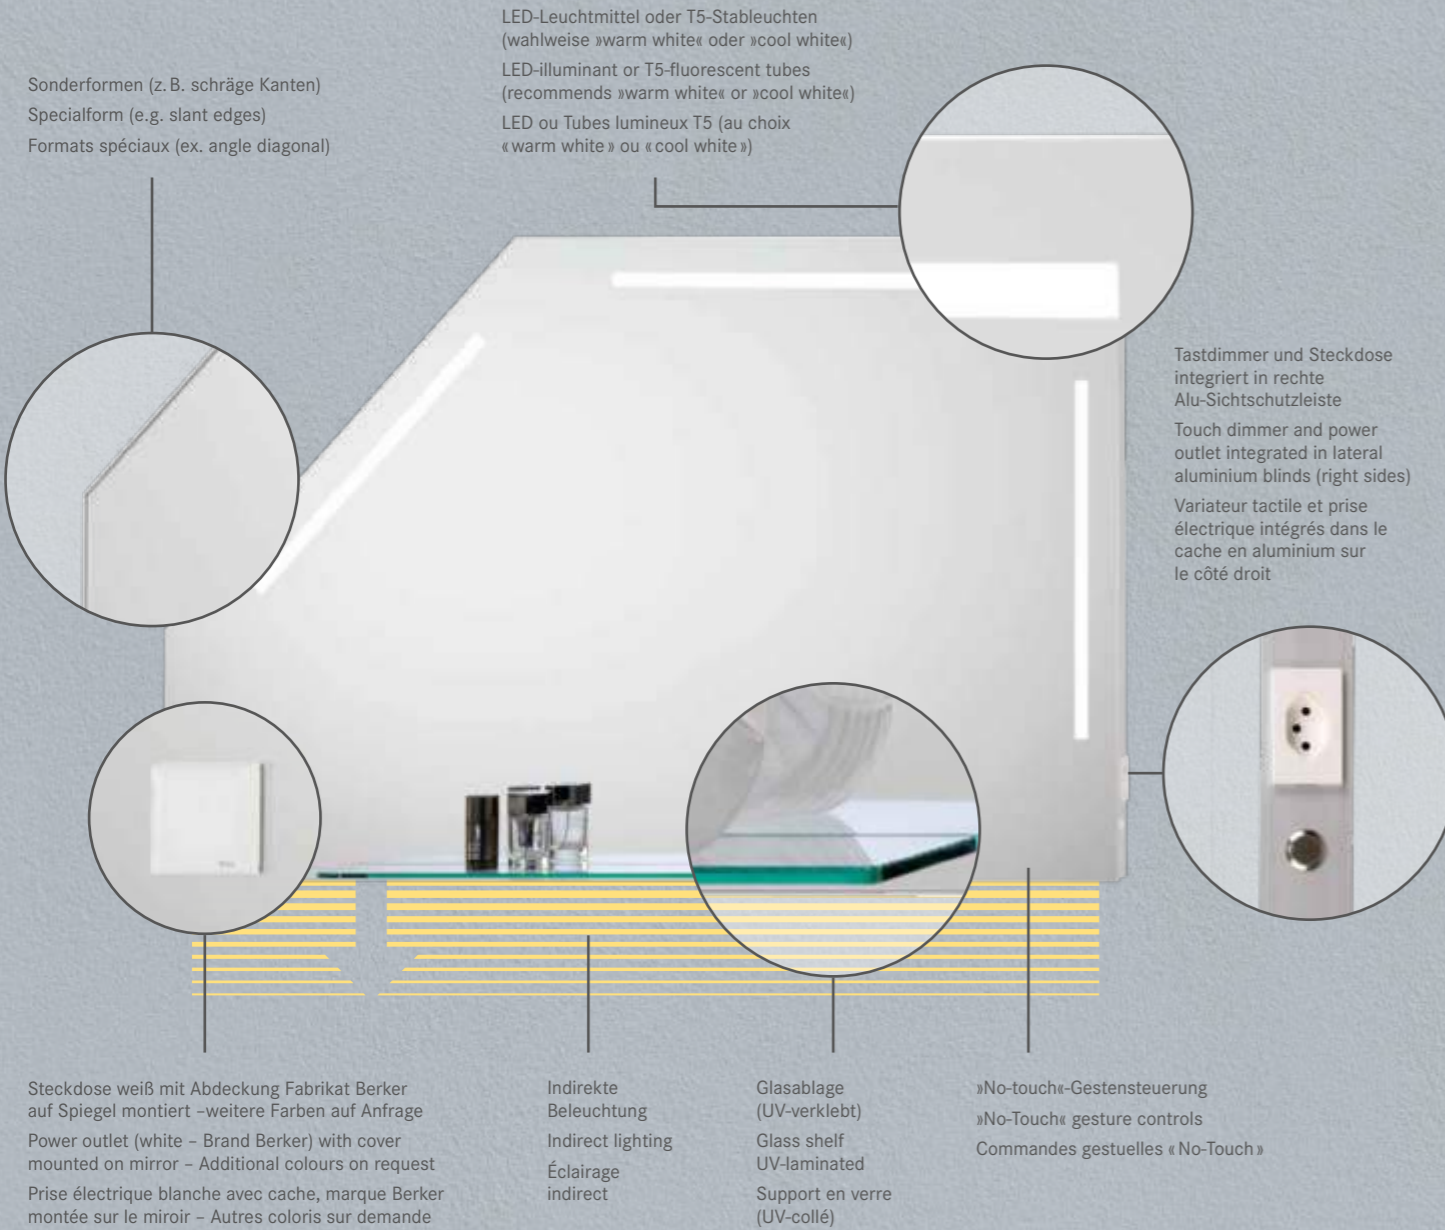 LED-Leuchtmittel oder T5-Stableuchten
(wahlweise »warm white« oder »cool white«)
LED-illuminant or T5-fluorescent tubes
(recommends »warm white« or »cool white«)
LED ou Tubes lumineux T5 (au choix
«warm white» ou «cool white»)
Sonderformen (z. B. schräge Kanten)
Specialform (e.g. slant edges)
Formats spéciaux (ex. angle diagonal)
Tastdimmer und Steckdose
integriert in rechte
Alu-Sichtschutzleiste
Touch dimmer and power
outlet integrated in lateral
aluminium blinds (right sides)
Variateur tactile et prise
électrique intégrés dans le
cache en aluminium sur
le côté droit
Steckdose weiß mit Abdeckung Fabrikat Berker
auf Spiegel montiert –weitere Farben auf Anfrage
Power outlet (white – Brand Berker) with cover
mounted on mirror – Additional colours on request
Prise électrique blanche avec cache, marque Berker
montée sur le miroir – Autres coloris sur demande
Indirekte
Beleuchtung
Indirect lighting
Éclairage
indirect
Glasablage
(UV-verklebt)
Glass shelf
UV-laminated
Support en verre
(UV-collé)
»No-touch«-Gestensteuerung
»No-Touch« gesture controls
Commandes gestuelles «No-Touch»